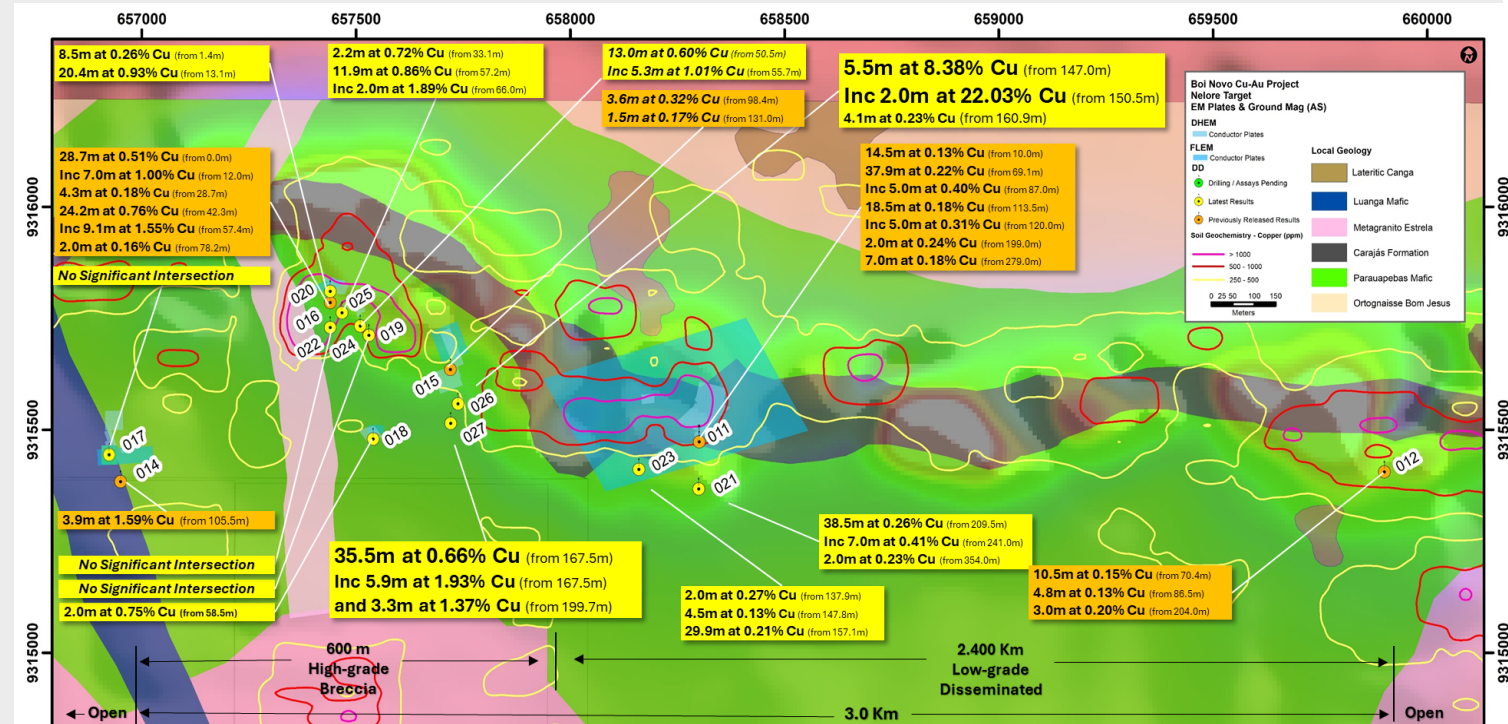 657000
657500
658000
658500
659000
659500
660000
8.5m at 0.26% Cu (from 1.4m)
20.4m at 0.93% Cu (from 13.1m)
2.2m at 0.72% Cu (from 33.1m)
11.9m at 0.86% Cu (from 57.2m)
Inc 2.0m at 1.89% Cu (from 66.0m)
13.0m at 0.60% Cu (from 50.5m)
Inc 5.3m at 1.01% Cu (from 55.7m)
3.6m at 0.32% Cu (from 98.4m)
1.5m at 0.17% Cu (from 131.0m)
5.5m at 8.38% Cu (from 147.0m)
Inc 2.0m at 22.03% Cu (from 150.5m)
4.1m at 0.23% Cu (from 160.9m)
N
Boi Novo Cu-Au Project
Nelore Target
EM Plates & Ground Mag (AS)
DHEM
Conductor Plates
FLEM
Conductor Plates
DD
Drilling / Assays Pending
Latest Results
Previously Released Results
Soil Geochemistry - Copper (ppm)
> 1000
500 - 1000
250 - 500
0 25 50 100 150
Meters
Local Geology
Lateritic Canga
Luanga Mafic
Metagranito Estrela
Carajás Formation
Parauapebas Mafic
Ortognaisse Bom Jesus
28.7m at 0.51% Cu (from 0.0m)
Inc 7.0m at 1.00% Cu (from 12.0m)
4.3m at 0.18% Cu (from 28.7m)
24.2m at 0.76% Cu (from 42.3m)
Inc 9.1m at 1.55% Cu (from 57.4m)
2.0m at 0.16% Cu (from 78.2m)
No Significant Intersection
14.5m at 0.13% Cu (from 10.0m)
37.9m at 0.22% Cu (from 69.1m)
Inc 5.0m at 0.40% Cu (from 87.0m)
18.5m at 0.18% Cu (from 113.5m)
Inc 5.0m at 0.31% Cu (from 120.0m)
2.0m at 0.24% Cu (from 199.0m)
7.0m at 0.18% Cu (from 279.0m)
9316000
9316000
020
025
016
019
022
024
015
026
027
018
017
014
011
023
021
012
9315500
9315500
3.9m at 1.59% Cu (from 105.5m)
No Significant Intersection
No Significant Intersection
2.0m at 0.75% Cu (from 58.5m)
35.5m at 0.66% Cu (from 167.5m)
Inc 5.9m at 1.93% Cu (from 167.5m)
and 3.3m at 1.37% Cu (from 199.7m)
38.5m at 0.26% Cu (from 209.5m)
Inc 7.0m at 0.41% Cu (from 241.0m)
2.0m at 0.23% Cu (from 354.0m)
2.0m at 0.27% Cu (from 137.9m)
4.5m at 0.13% Cu (from 147.8m)
29.9m at 0.21% Cu (from 157.1m)
10.5m at 0.15% Cu (from 70.4m)
4.8m at 0.13% Cu (from 86.5m)
3.0m at 0.20% Cu (from 204.0m)
9315000
9315000
600 m
High-grade
Breccia
2.400 Km
Low-grade
Disseminated
Open
3.0 Km
Open